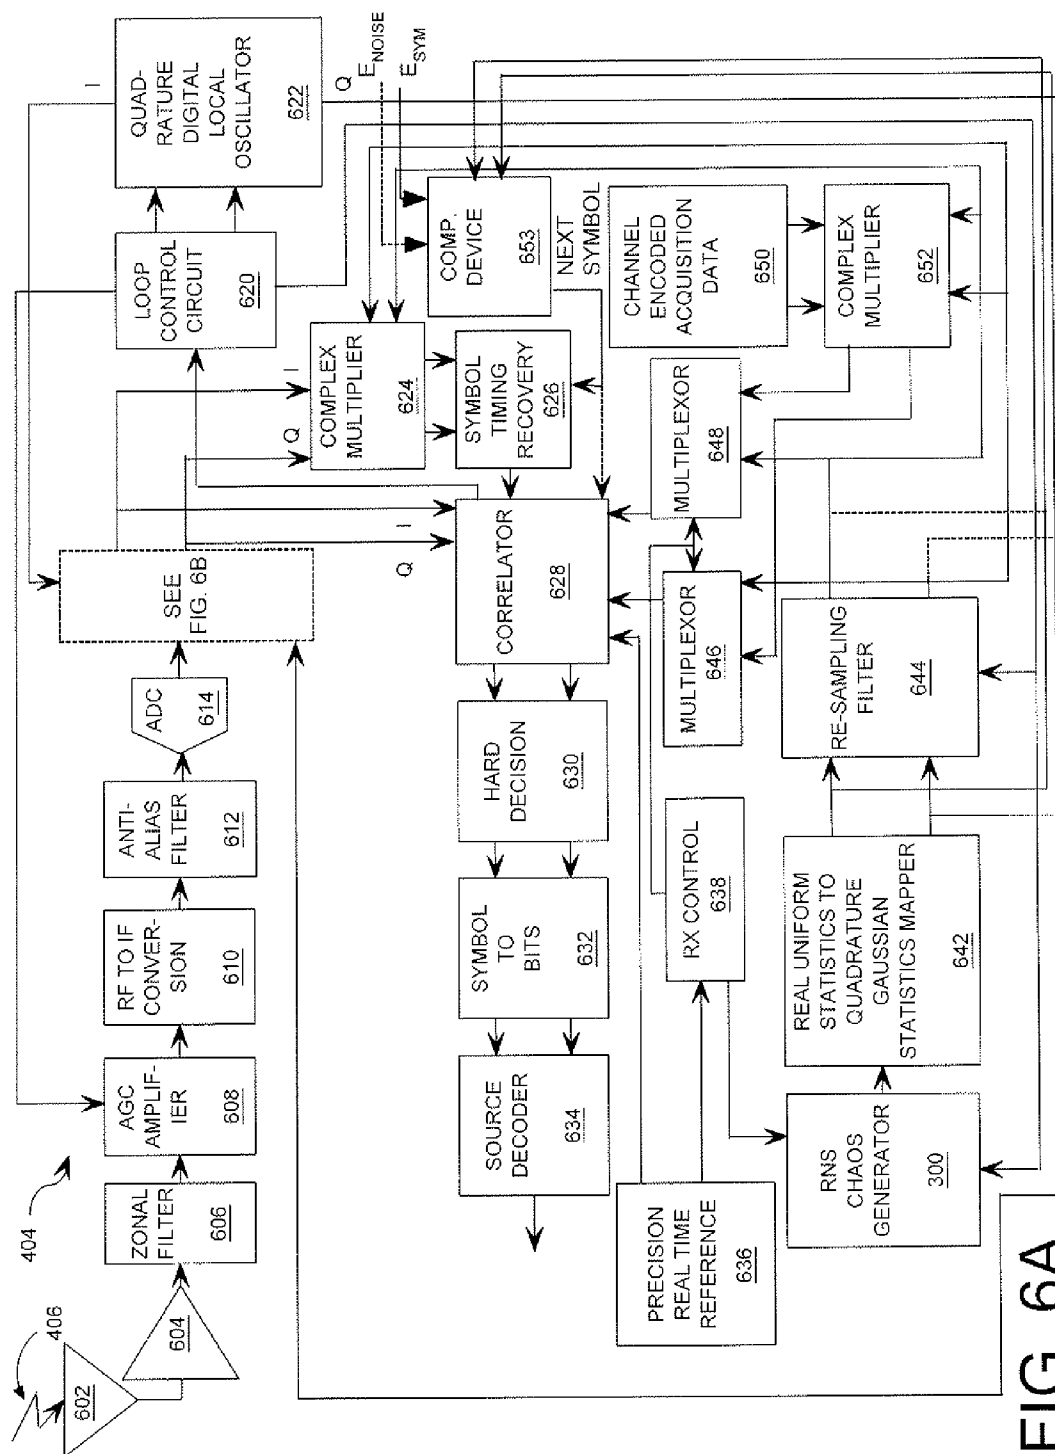 406
404
602
604
ZONAL
FILTER
606
AGC
AMPLIF-
IER
608
RF TO IF
CONVER-
SION
610
ANTI-
ALIAS
FILTER
612
ADC
614
SEE
FIG. 6B
LOOP
CONTROL
CIRCUIT
620
QUAD-
RATURE
DIGITAL
LOCAL
OSCILLATOR
622
I
Q
E_NOISE
E_SYM
Q
I
COMPLEX
MULTIPLIER
624
COMP.
DEVICE
653
NEXT
SYMBOL
SYMBOL
TIMING
RECOVERY
626
Q
I
CORRELATOR
628
HARD
DECISION
630
SYMBOL
TO
BITS
632
SOURCE
DECODER
634
PRECISION
REAL TIME
REFERENCE
636
RX CONTROL
638
MULTIPLEXOR
646
MULTIPLEXOR
648
CHANNEL
ENCODED
ACQUISITION
DATA
650
COMPLEX
MULTIPLIER
652
RNS
CHAOS
GENERATOR
300
REAL UNIFORM
STATISTICS TO
QUADRATURE
GAUSSIAN
STATISTICS MAPPER
642
RE-SAMPLING
FILTER
644
FIG. 6A